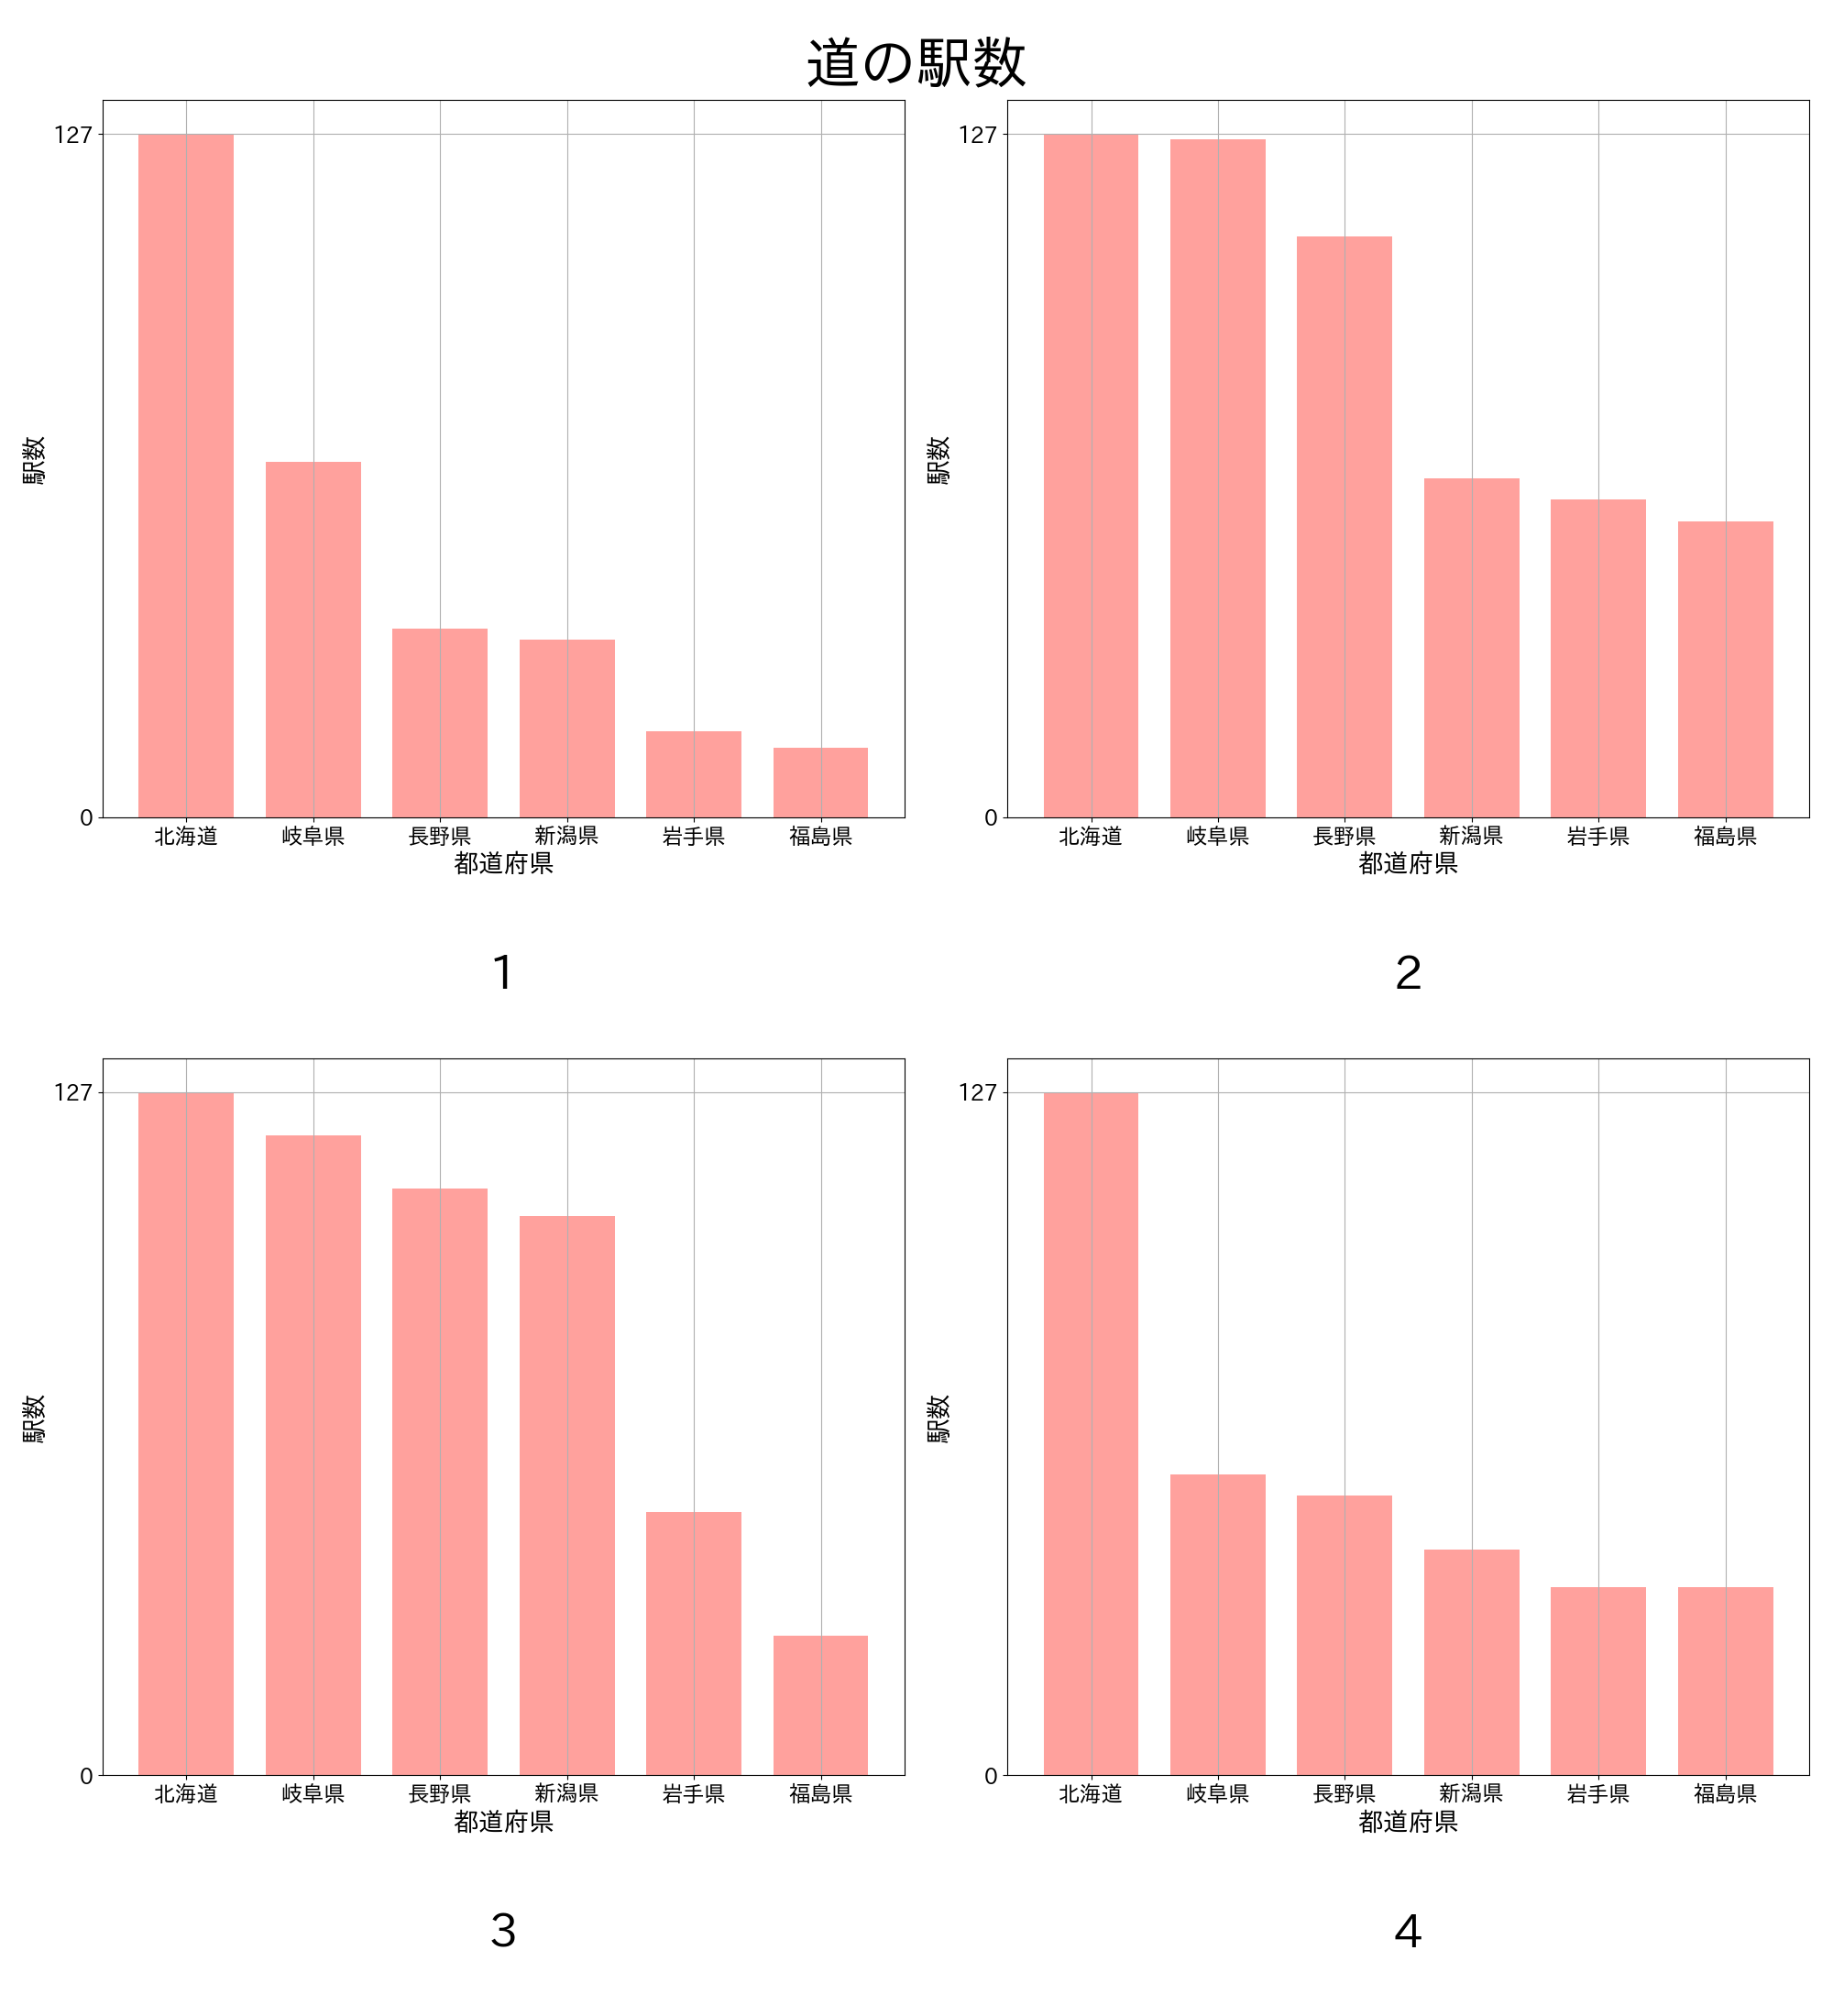 道の駅数
127
0
駅数
北海道 岐阜県 長野県 新潟県 岩手県 福島県
都道府県
1
127
0
駅数
北海道 岐阜県 長野県 新潟県 岩手県 福島県
都道府県
2
127
0
駅数
北海道 岐阜県 長野県 新潟県 岩手県 福島県
都道府県
3
127
0
駅数
北海道 岐阜県 長野県 新潟県 岩手県 福島県
都道府県
4